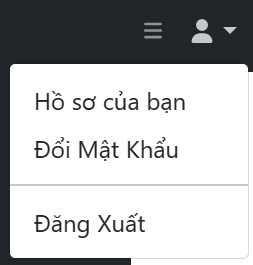 Hồ sơ của bạn
Đổi Mật Khẩu
Đăng Xuất